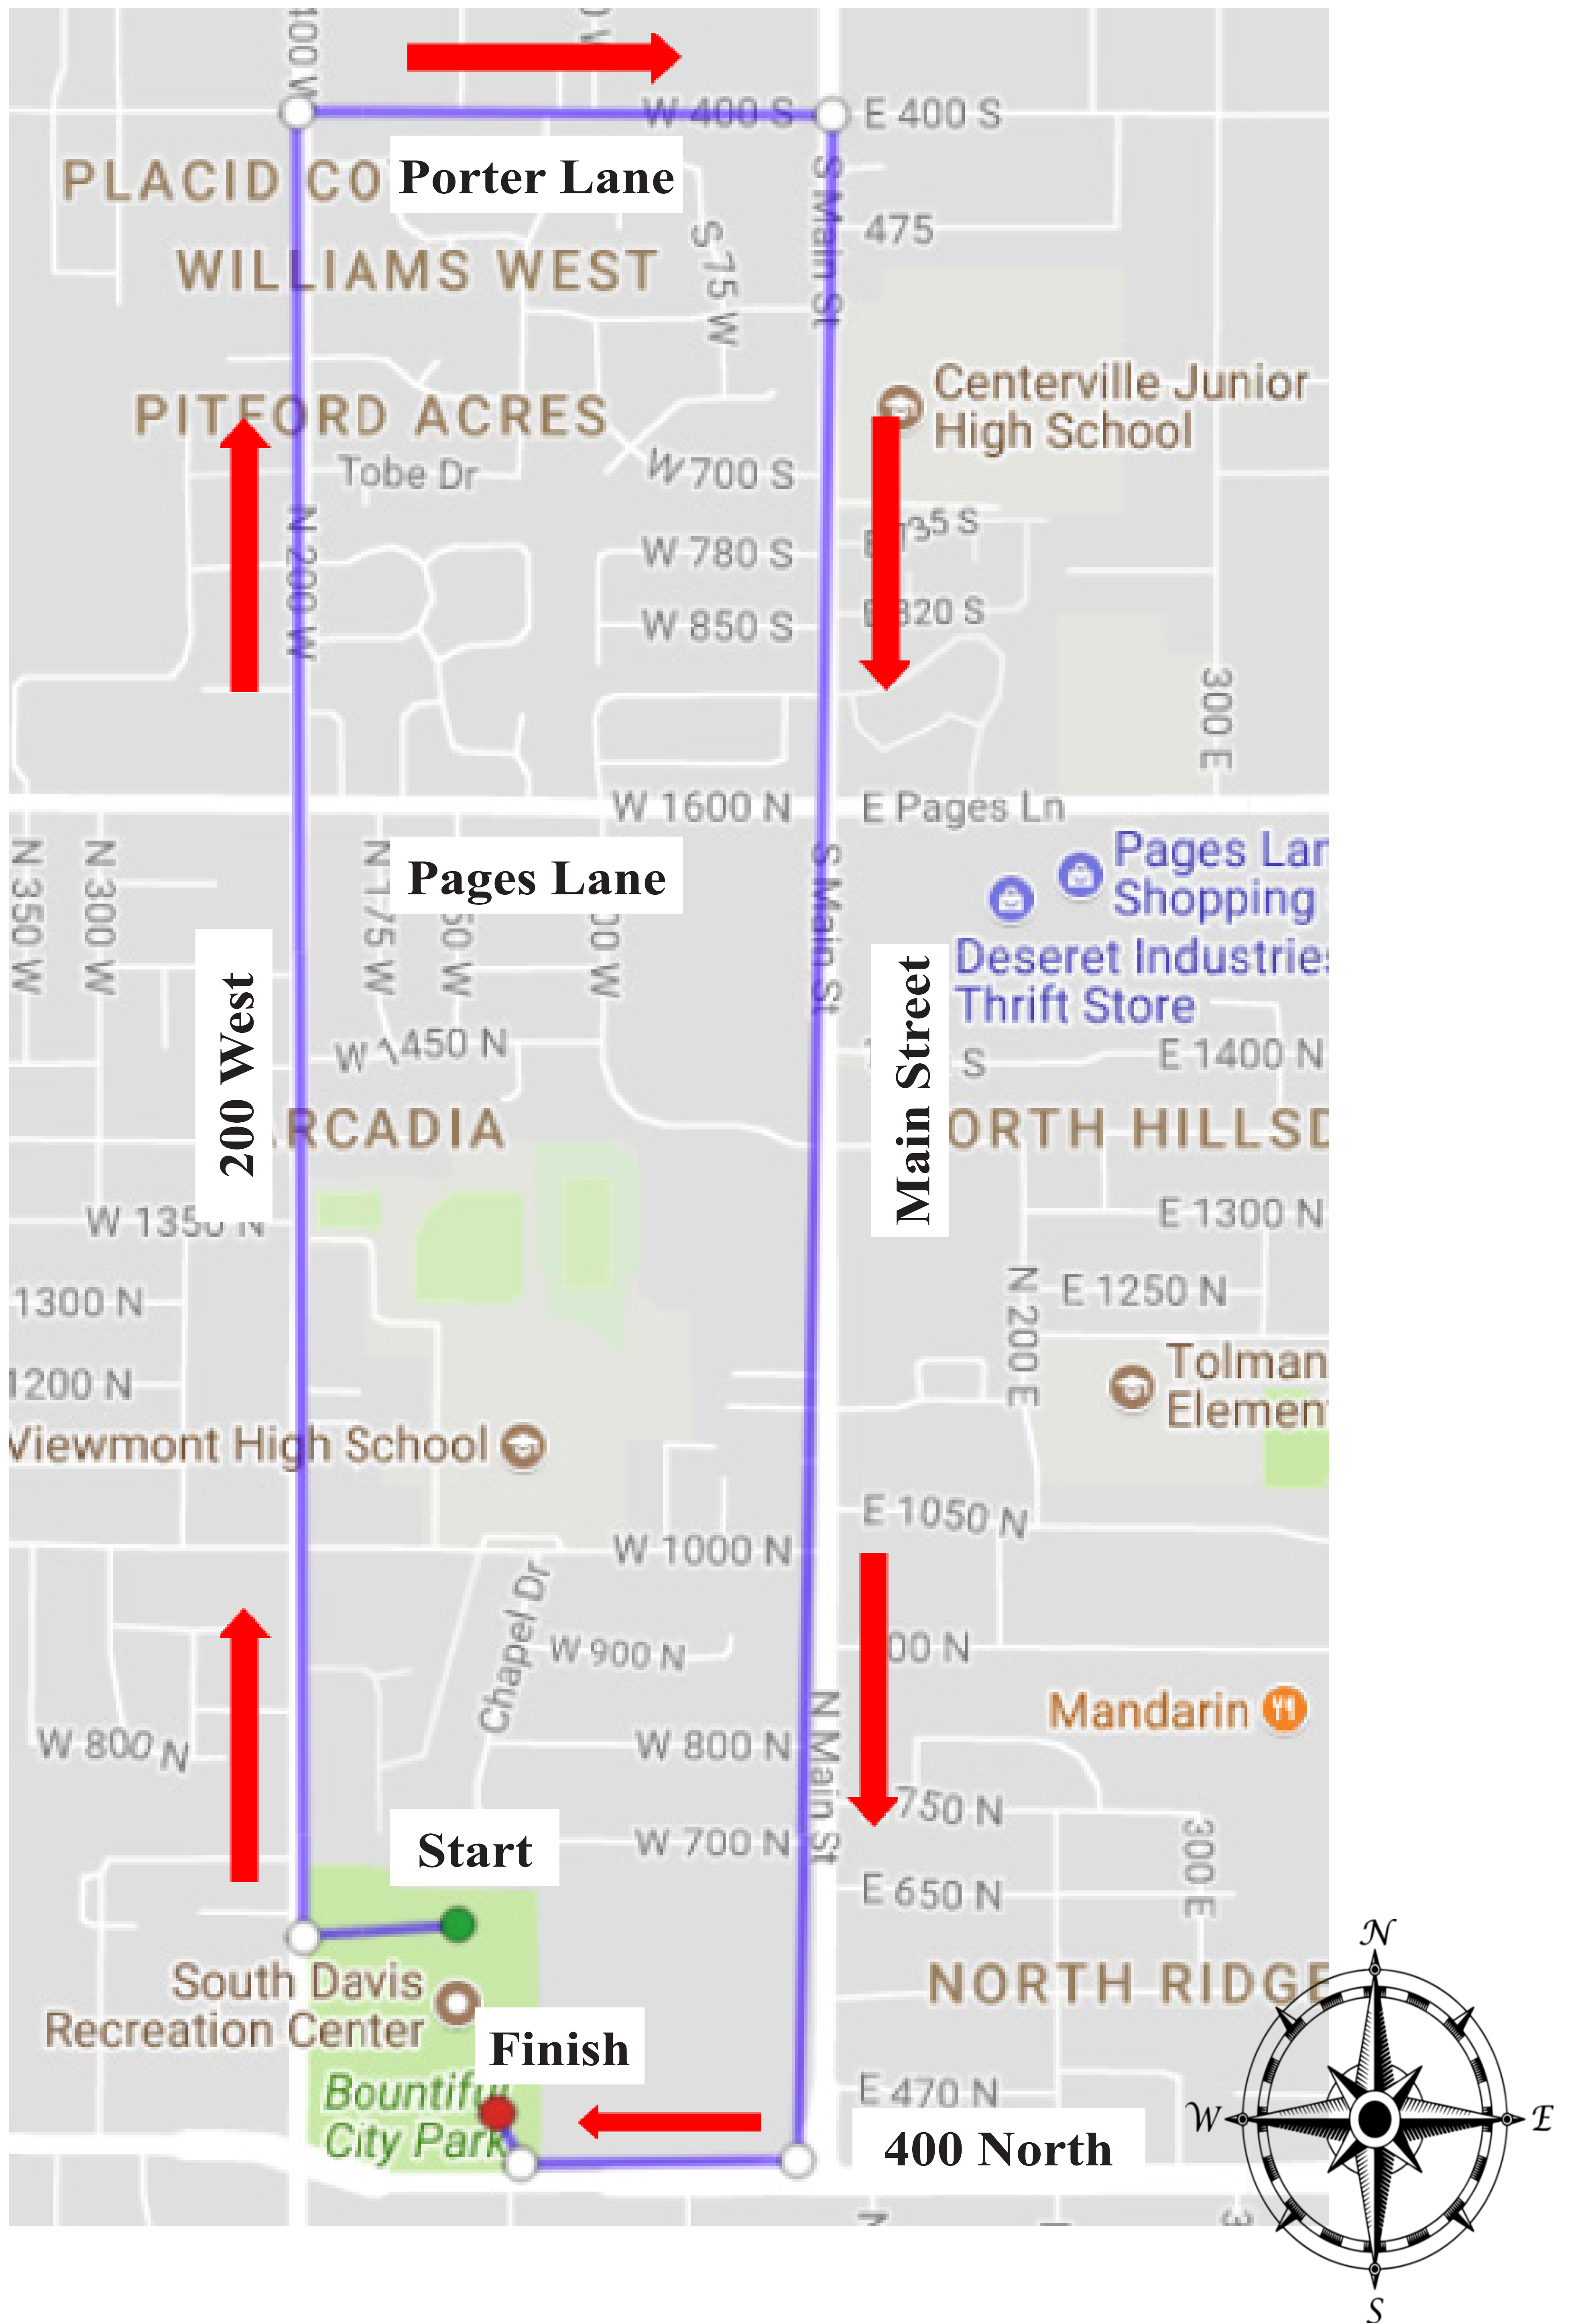 W 400 S
E 400 S
PLACID CO
Porter Lane
S Main St
475
WILLIAMS WEST
S 75 W
Centerville Junior
High School
PITFORD ACRES
Tobe Dr
W 700 S
N 200 W
W 780 S
W 850 S
300 E
W 1600 N
E Pages Ln
Pages Lane
N 350 W
N 300 W
N 175 W
S Main St
Shopping
Deseret Industries
Thrift Store
200 West
Main Street
E 1400 N
W 1450 N
S
W 1350 N
E 1300 N
1300 N
N 200 E
E 1250 N
1200 N
Tolman
Viewmont High School
E 1050 N
W 1000 N
Chapel Dr
W 900 N
Mandarin
W 800 N
W 800 N
N Main St
750 N
Start
W 700 N
300 E
E 650 N
South Davis
Recreation Center
NORTH RIDGE
Finish
Bountiful
City Park
E 470 N
400 North
N
W
E
S